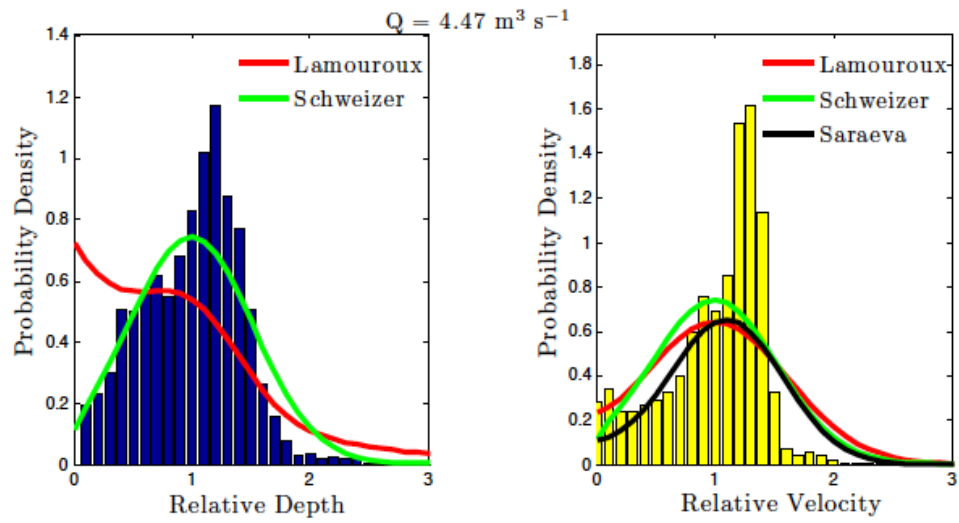 Q = 4.47 m³ s⁻¹
1.4
1.2
1
0.8
0.6
0.4
0.2
0
Probability Density
Lamouroux
Schweizer
0 1 2 3
Relative Depth
1.8
1.6
1.4
1.2
1
0.8
0.6
0.4
0.2
0
Probability Density
Lamouroux
Schweizer
Saraeva
0 1 2 3
Relative Velocity